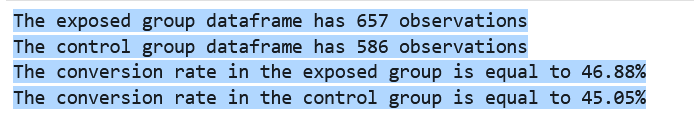 The exposed group dataframe has 657 observations
The control group dataframe has 586 observations
The conversion rate in the exposed group is equal to 46.88%
The conversion rate in the control group is equal to 45.05%